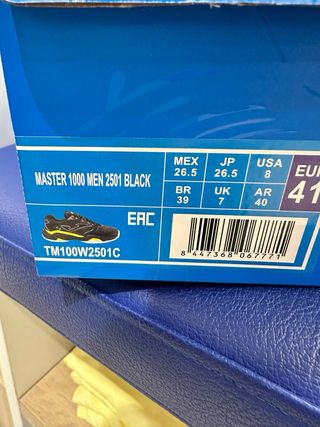 MASTER 1000 MEN 2501 BLACK
MEX
26.5
JP
26.5
USA
8
EUR
41
BR
39
UK
7
AR
40
EAC
TM100W2501C
8 447368 067771